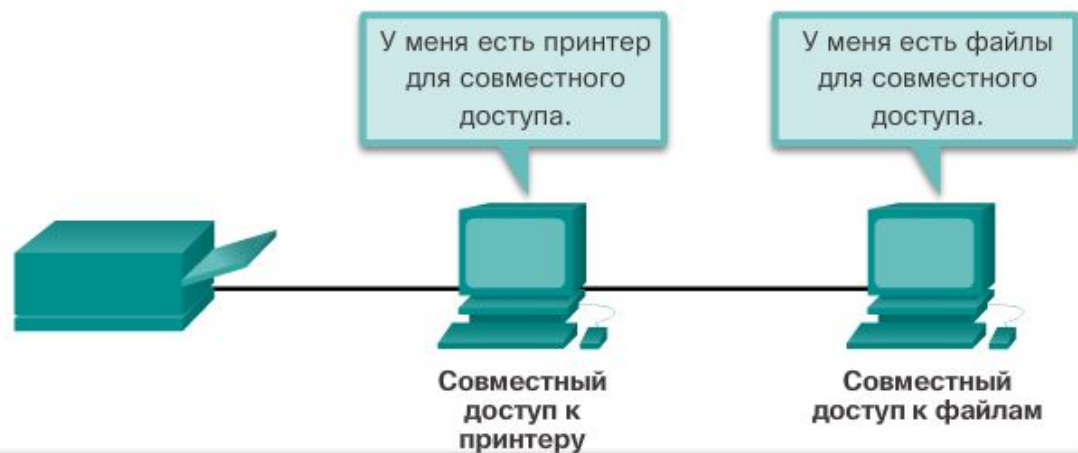 У меня есть принтер
для совместного
доступа.
У меня есть файлы
для совместного
доступа.
Совместный
доступ к
принтеру
Совместный
доступ к файлам